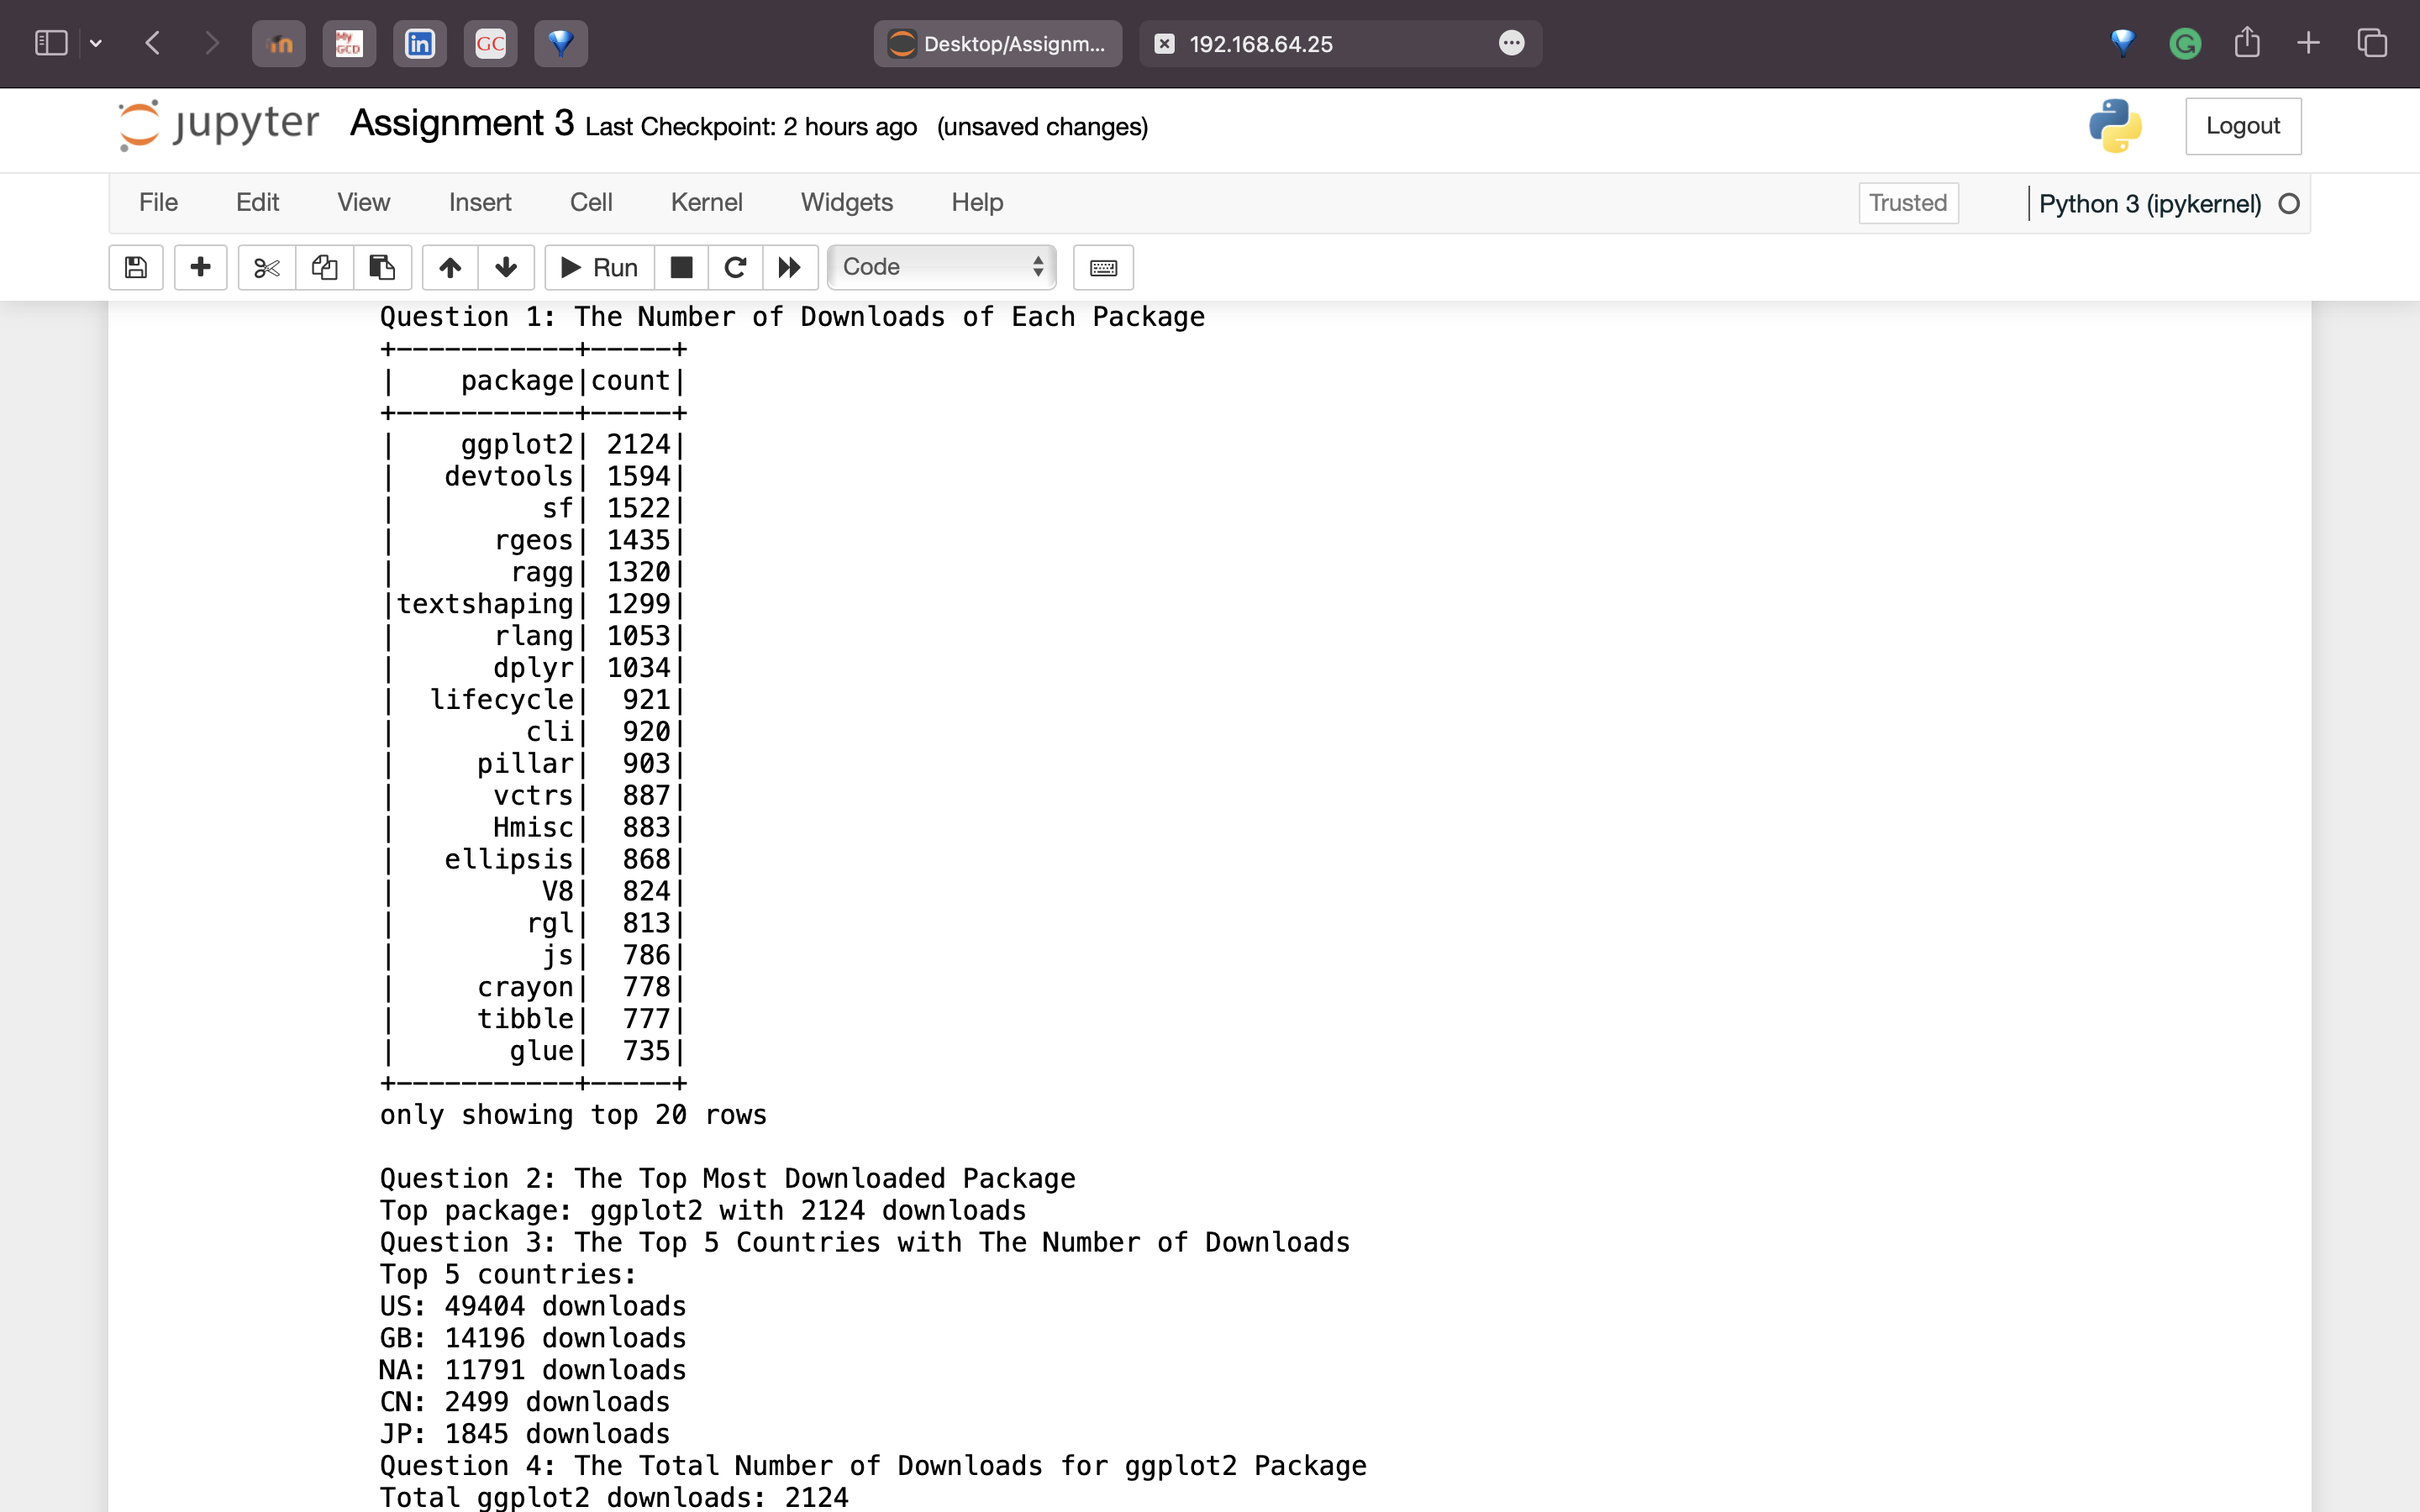 My
GCD
in
GC
Desktop/Assignm...
192.168.64.25
jupyter Assignment 3 Last Checkpoint: 2 hours ago (unsaved changes)
Logout
File Edit View Insert Cell Kernel Widgets Help
Trusted
Python 3 (ipykernel)
Run
Code
Question 1: The Number of Downloads of Each Package
+-----------+-----+
|    package|count|
+-----------+-----+
|    ggplot2| 2124|
|   devtools| 1594|
|         sf| 1522|
|      rgeos| 1435|
|       ragg| 1320|
|textshaping| 1299|
|      rlang| 1053|
|      dplyr| 1034|
|  lifecycle|  921|
|        cli|  920|
|     pillar|  903|
|      vctrs|  887|
|      Hmisc|  883|
|   ellipsis|  868|
|         V8|  824|
|        rgl|  813|
|         js|  786|
|     crayon|  778|
|     tibble|  777|
|       glue|  735|
+-----------+-----+
only showing top 20 rows
Question 2: The Top Most Downloaded Package
Top package: ggplot2 with 2124 downloads
Question 3: The Top 5 Countries with The Number of Downloads
Top 5 countries:
US: 49404 downloads
GB: 14196 downloads
NA: 11791 downloads
CN: 2499 downloads
JP: 1845 downloads
Question 4: The Total Number of Downloads for ggplot2 Package
Total ggplot2 downloads: 2124